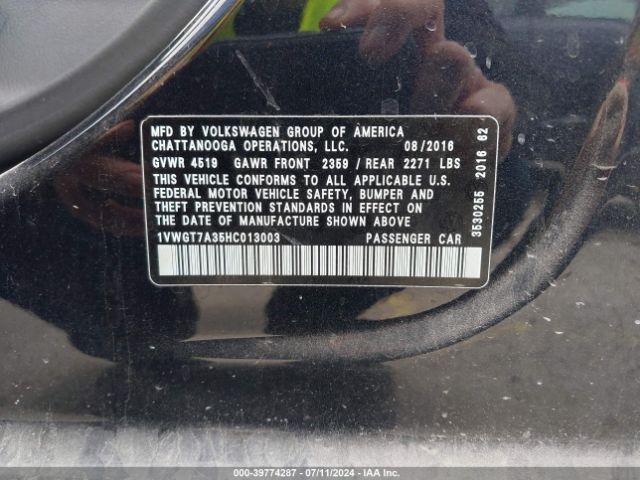 MFD BY VOLKSWAGEN GROUP OF AMERICA
CHATTANOOGA OPERATIONS, LLC. 08/2016
GVWR 4519 GAWR FRONT 2359 / REAR 2271 LBS
THIS VEHICLE CONFORMS TO ALL APPLICABLE U.S.
FEDERAL MOTOR VEHICLE SAFETY, BUMPER AND
THEFT PREVENTION STANDARDS IN EFFECT ON
THE DATE OF MANUFACTURE SHOWN ABOVE
1VWGT7A35HC013003 PASSENGER CAR
3530255 2016 62
000-39774287 - 07/11/2024 - IAA Inc.